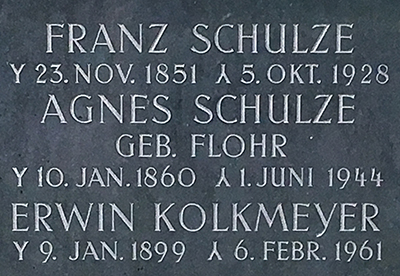 FRANZ SCHULZE
ᛉ 23. NOV. 1851 ᛣ 5. OKT. 1928
AGNES SCHULZE
GEB. FLOHR
ᛉ 10. JAN. 1860 ᛣ 1. JUNI 1944
ERWIN KOLKMEYER
ᛉ 9. JAN. 1899 ᛣ 6. FEBR. 1961